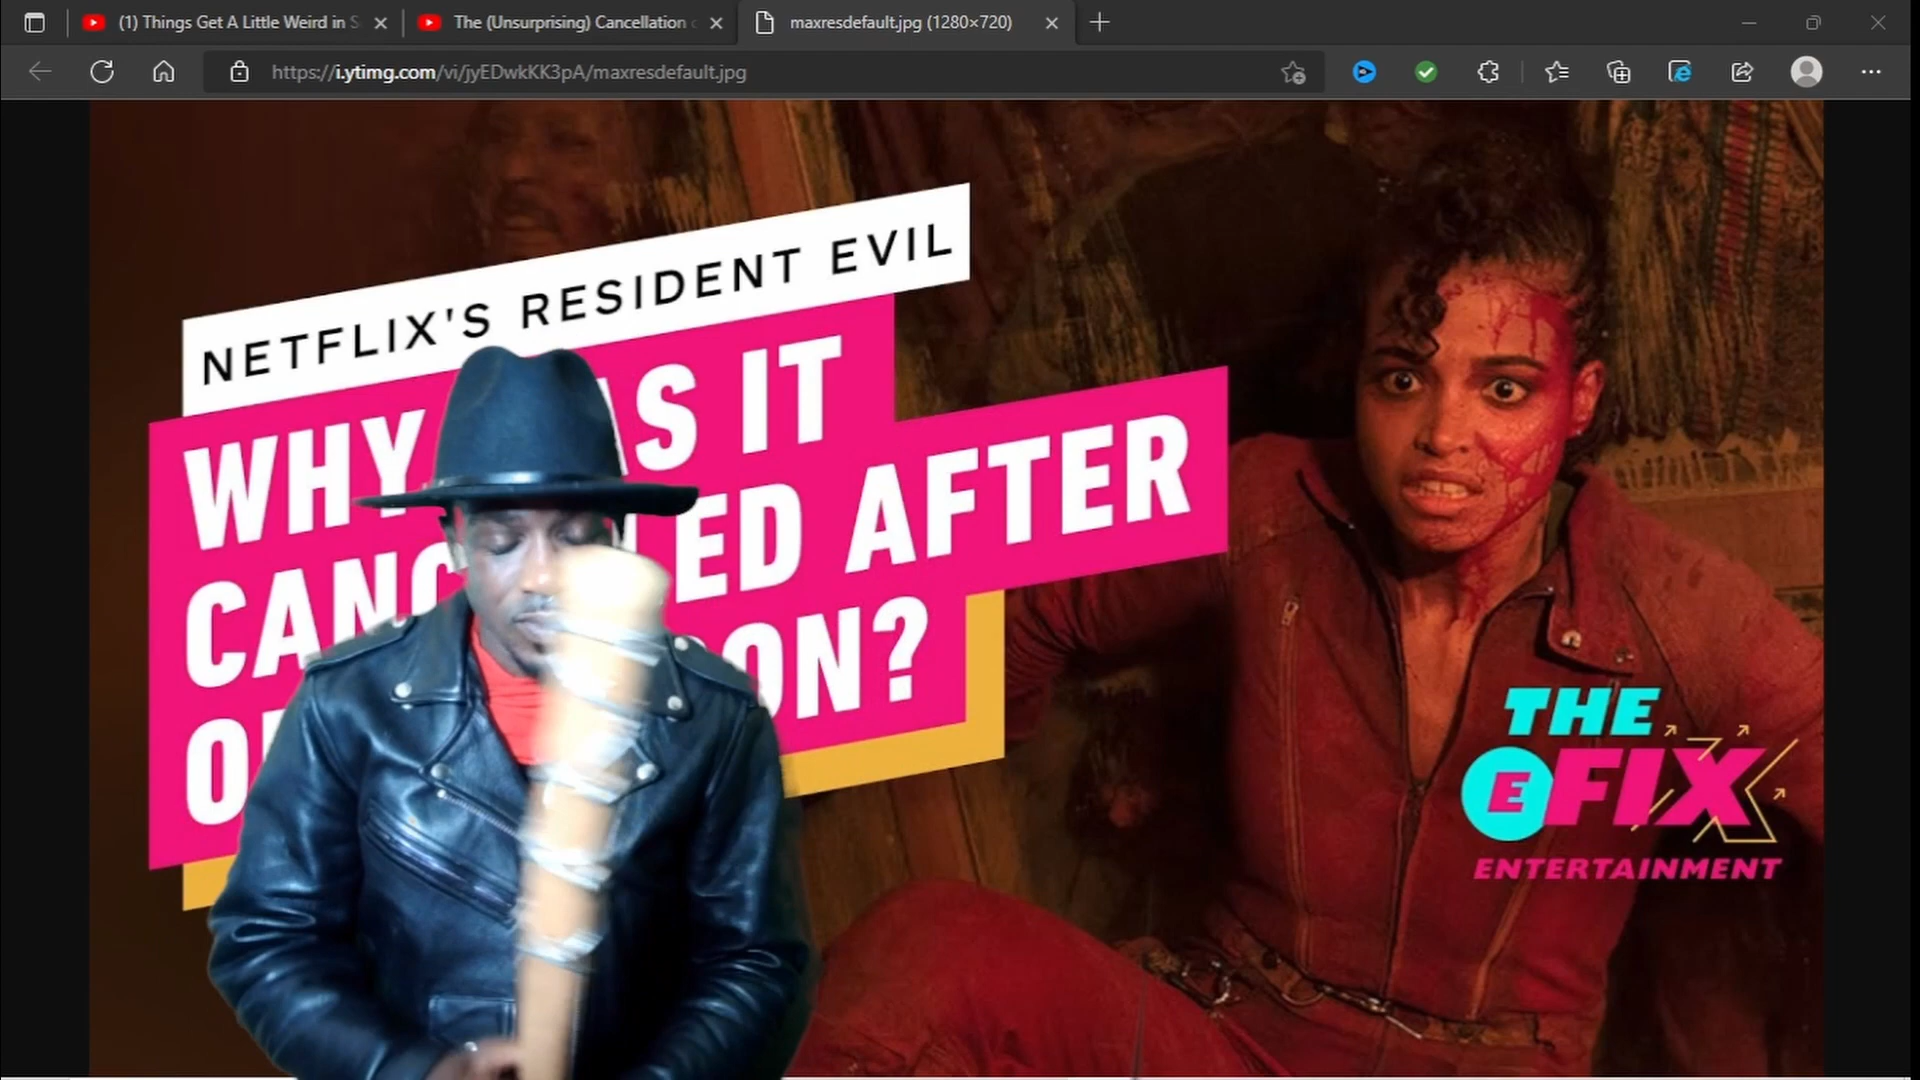 (1) Things Get A Little Weird in S
The (Unsurprising) Cancellation
maxresdefault.jpg (1280×720)
https://i.ytimg.com/vi/jyEDwkKK3pA/maxresdefault.jpg
NETFLIX'S RESIDENT EVIL
WHY AS IT
CANC ED AFTER
O ON?
THE
E FIX
ENTERTAINMENT